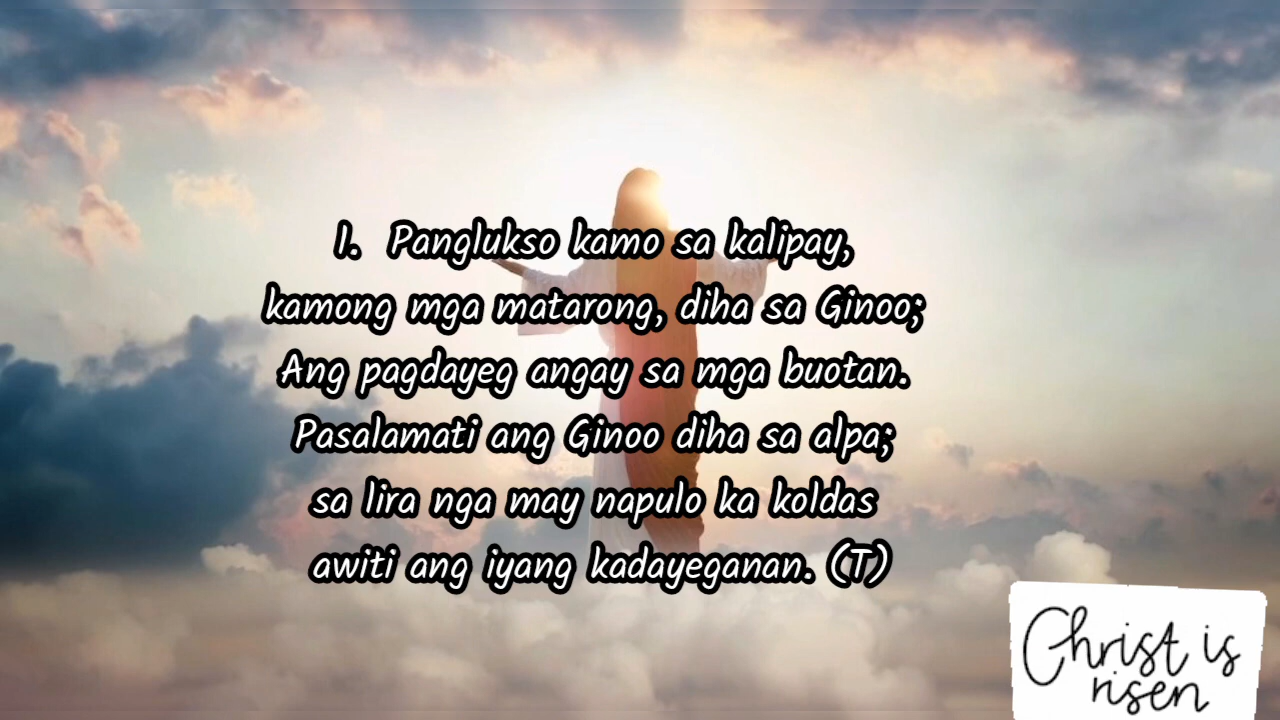 1. Panglukso kamo sa kalipay,
kamong mga matarong, diha sa Ginoo;
Ang pagdayeg angay sa mga buotan.
Pasalamati ang Ginoo diha sa alpa;
sa lira nga may napulo ka koldas
awiti ang iyang kadayeganan. (T)
Christ is
risen